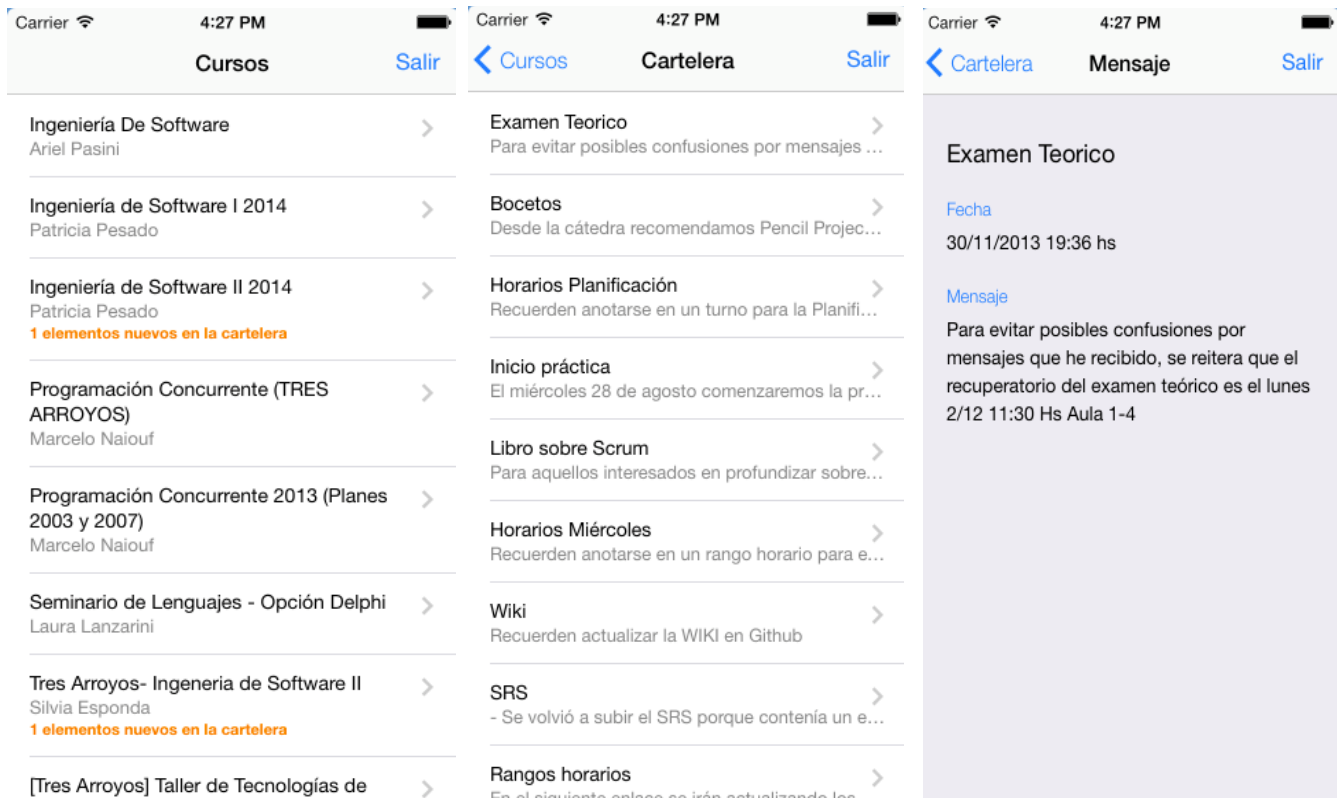 Carrier
4:27 PM
Cursos
Salir
Ingeniería De Software
Ariel Pasini
Ingeniería de Software I 2014
Patricia Pesado
Ingeniería de Software II 2014
Patricia Pesado
1 elementos nuevos en la cartelera
Programación Concurrente (TRES
ARROYOS)
Marcelo Naiouf
Programación Concurrente 2013 (Planes
2003 y 2007)
Marcelo Naiouf
Seminario de Lenguajes - Opción Delphi
Laura Lanzarini
Tres Arroyos- Ingeneria de Software II
Silvia Esponda
1 elementos nuevos en la cartelera
[Tres Arroyos] Taller de Tecnologías de
Carrier
4:27 PM
Cursos
Cartelera
Salir
Examen Teorico
Para evitar posibles confusiones por mensajes ...
Bocetos
Desde la cátedra recomendamos Pencil Projec...
Horarios Planificación
Recuerden anotarse en un turno para la Planifi...
Inicio práctica
El miércoles 28 de agosto comenzaremos la pr...
Libro sobre Scrum
Para aquellos interesados en profundizar sobre...
Horarios Miércoles
Recuerden anotarse en un rango horario para e...
Wiki
Recuerden actualizar la WIKI en Github
SRS
- Se volvió a subir el SRS porque contenía un e...
Rangos horarios
En el siguiente enlace se irán actualizando los
Carrier
4:27 PM
Cartelera
Mensaje
Salir
Examen Teorico
Fecha
30/11/2013 19:36 hs
Mensaje
Para evitar posibles confusiones por
mensajes que he recibido, se reitera que el
recuperatorio del examen teórico es el lunes
2/12 11:30 Hs Aula 1-4